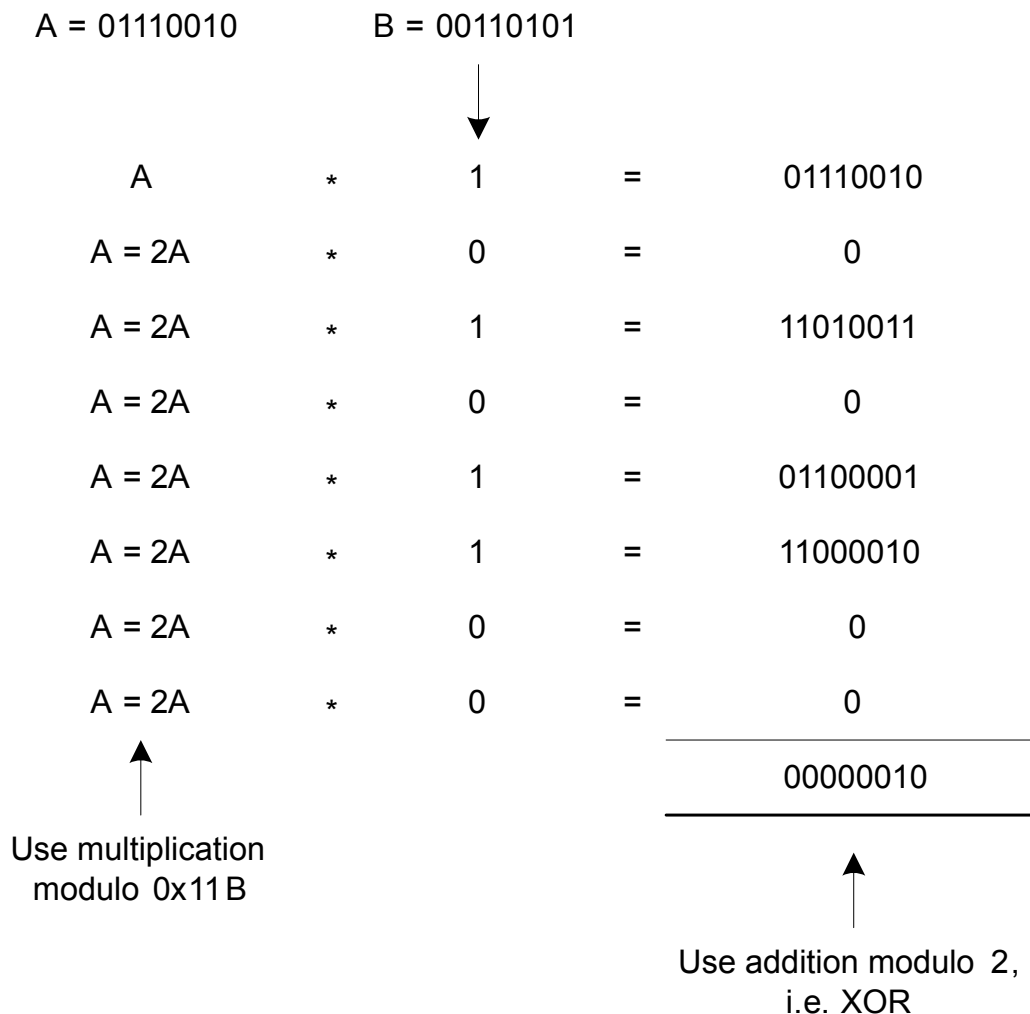 A = 01110010 B = 00110101
A * 1 = 01110010
A = 2A * 0 = 0
A = 2A * 1 = 11010011
A = 2A * 0 = 0
A = 2A * 1 = 01100001
A = 2A * 1 = 11000010
A = 2A * 0 = 0
A = 2A * 0 = 0
00000010
Use multiplication
modulo 0x11B
Use addition modulo 2,
i.e. XOR